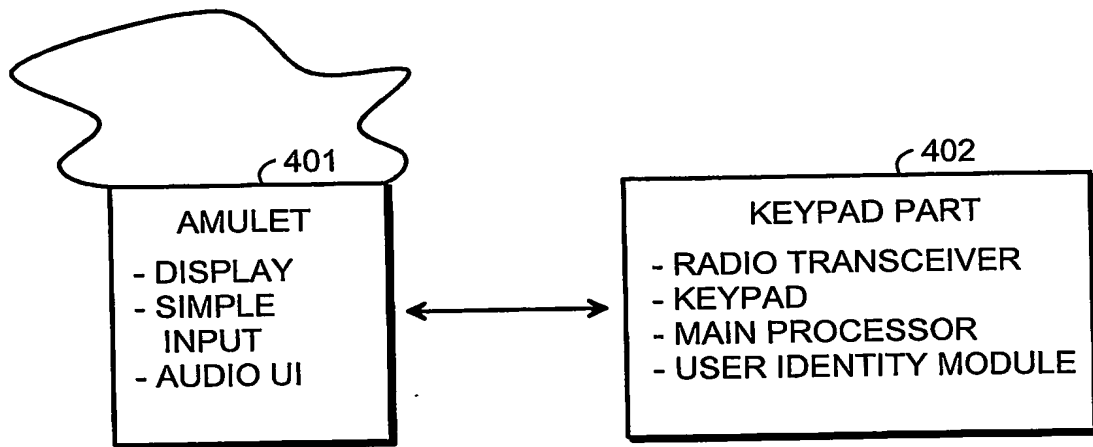 401
AMULET
- DISPLAY
- SIMPLE
INPUT
- AUDIO UI
402
KEYPAD PART
- RADIO TRANSCEIVER
- KEYPAD
- MAIN PROCESSOR
- USER IDENTITY MODULE